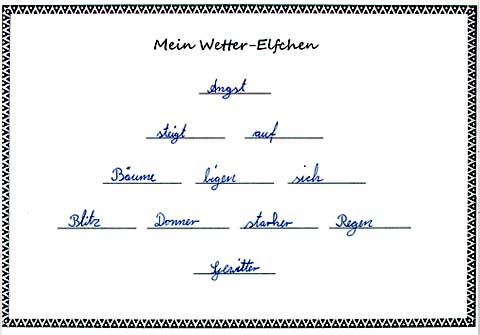 Mein Wetter-Elfchen
Angst
steigt auf
Bäume bigen sich
Blitz Donner starker Regen
Gewitter